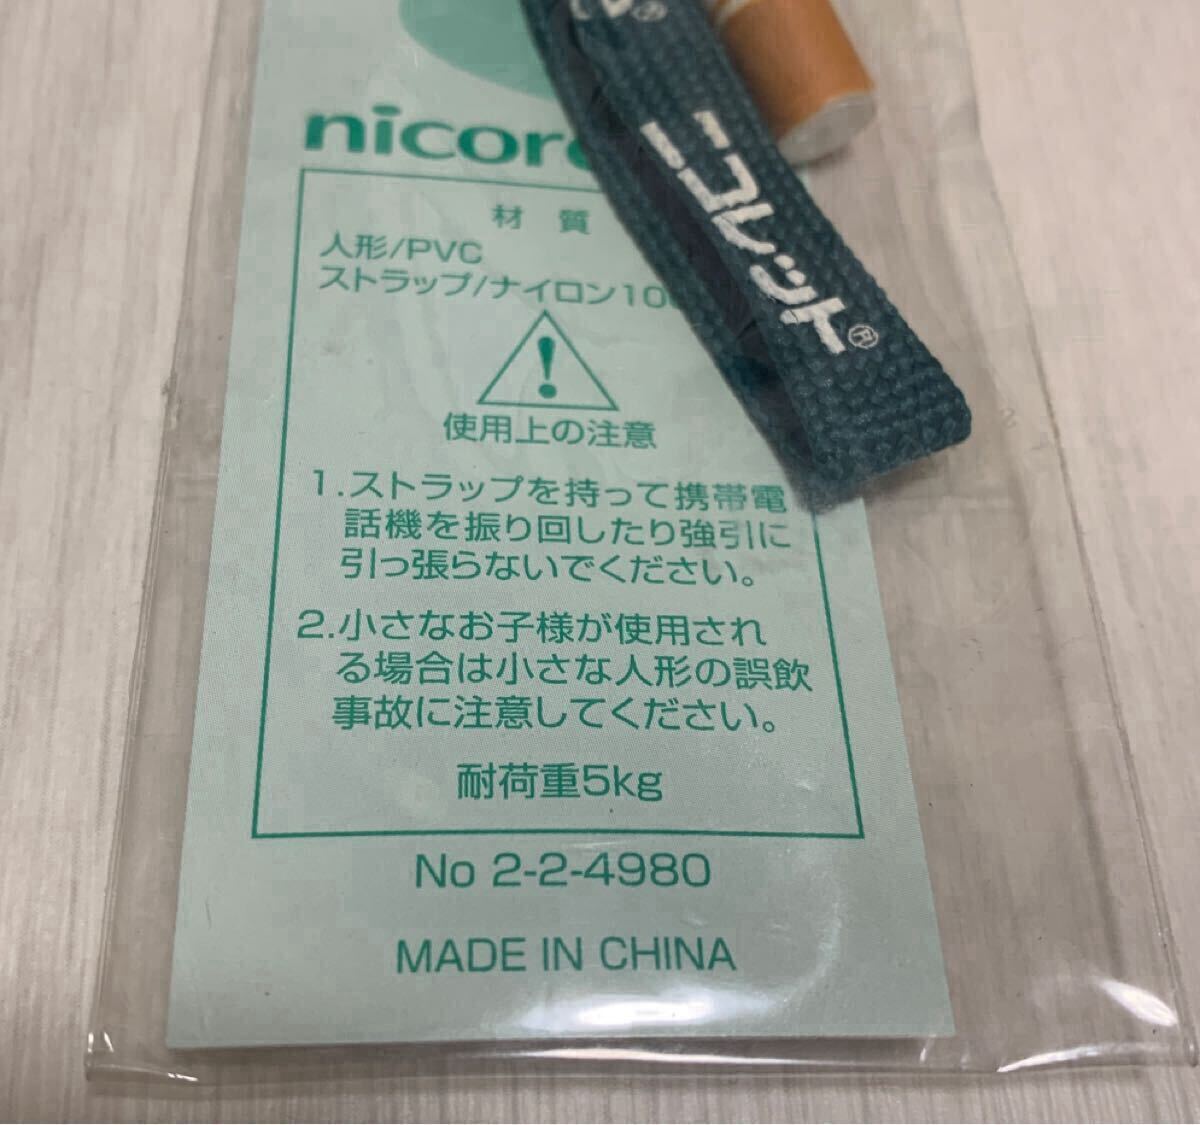 nicor
材 質
人形/PVC
ストラップ/ナイロン10
使用上の注意
1.ストラップを持って携帯電
話機を振り回したり強引に
引っ張らないでください。
2.小さなお子様が使用され
る場合は小さな人形の誤飲
事故に注意してください。
耐荷重5kg
No 2-2-4980
MADE IN CHINA
ニコレット®